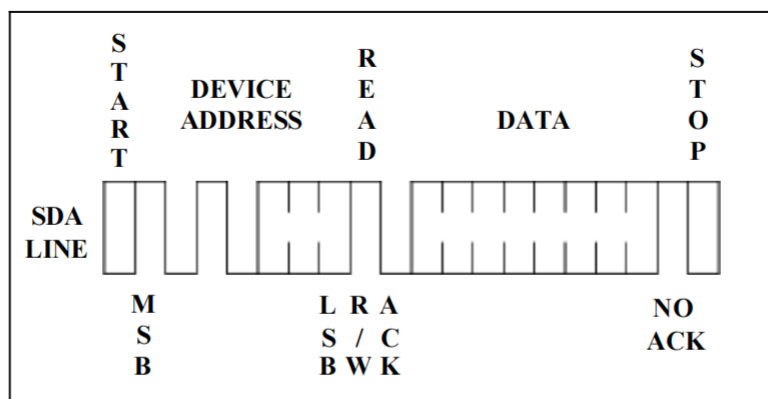 START
DEVICE
ADDRESS
READ
DATA
STOP
SDA
LINE
MSB
LSB
R/W
ACK
NO
ACK